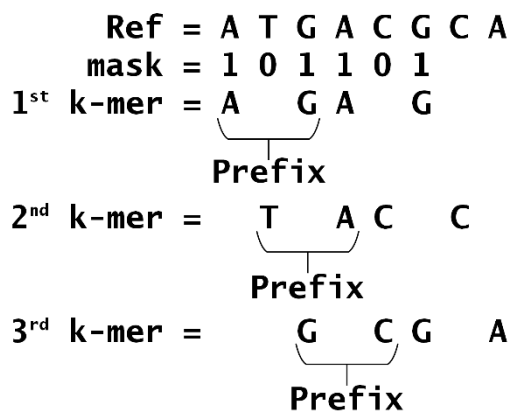 Ref = A T G A C G C A
mask = 1 0 1 1 0 1
1st k-mer = A G A G
Prefix
2nd k-mer = T A C C
Prefix
3rd k-mer = G C G A
Prefix